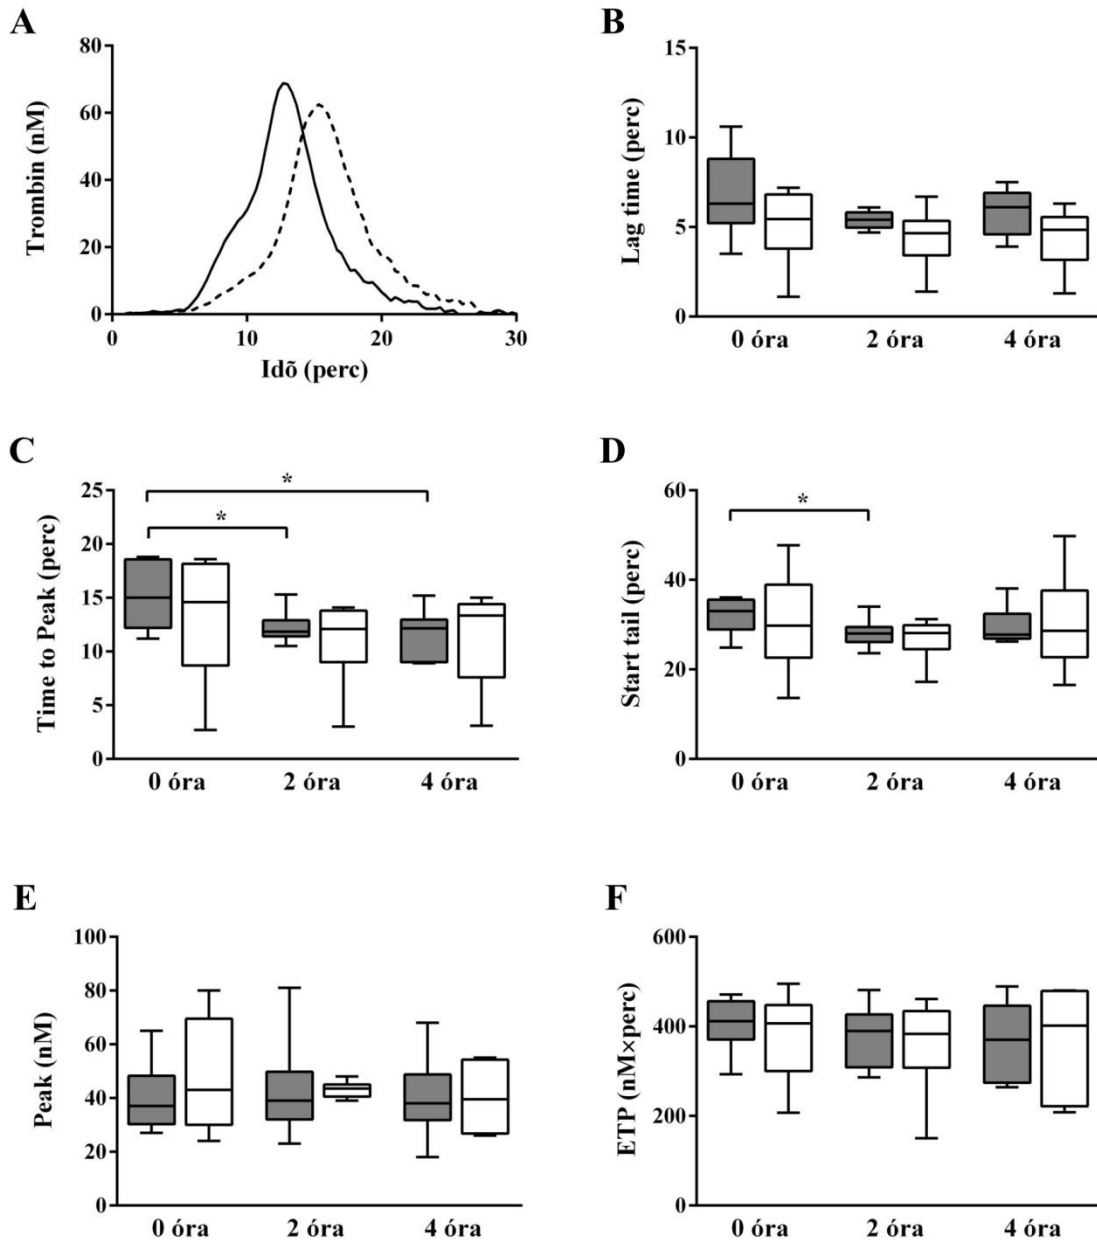 A
Trombin (nM)
80
60
40
20
0
0 10 20 30
Idõ (perc)
B
Lag time (perc)
15
10
5
0
0 óra 2 óra 4 óra
C
Time to Peak (perc)
25
20
15
10
5
0
*
*
0 óra 2 óra 4 óra
D
Start tail (perc)
60
40
20
0
*
0 óra 2 óra 4 óra
E
Peak (nM)
100
80
60
40
20
0
0 óra 2 óra 4 óra
F
ETP (nM×perc)
600
400
200
0
0 óra 2 óra 4 óra